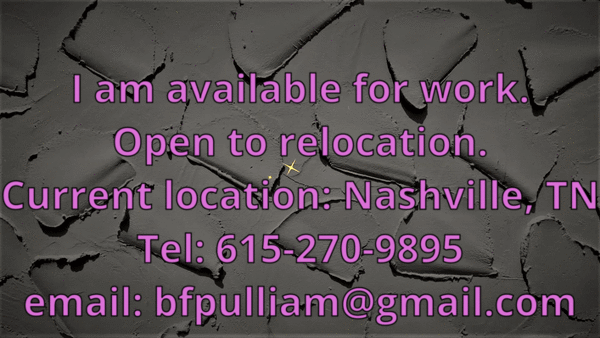 I am available for work.
Open to relocation.
Current location: Nashville, TN
Tel: 615-270-9895
email: bfpulliam@gmail.com